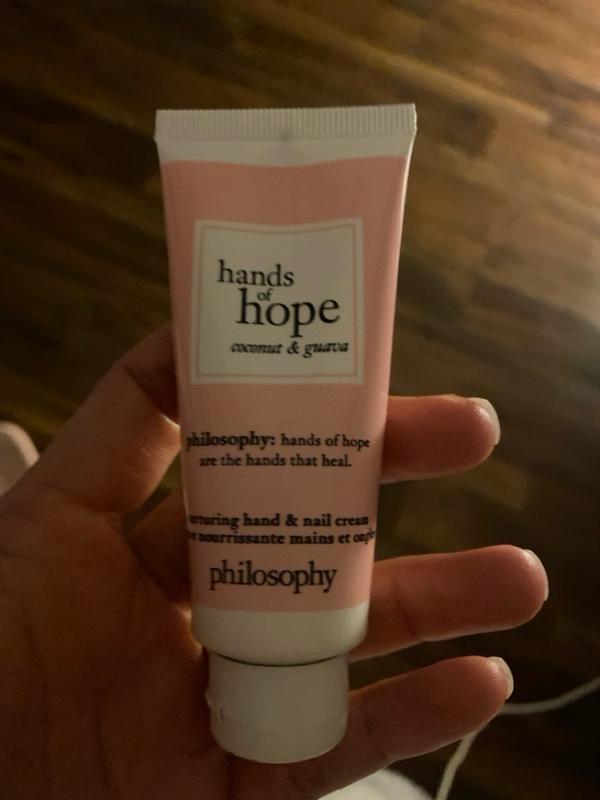 hands
of
hope
coconut & guava
philosophy: hands of hope
are the hands that heal.
hand & nail cream
nourrissante mains et
philosophy